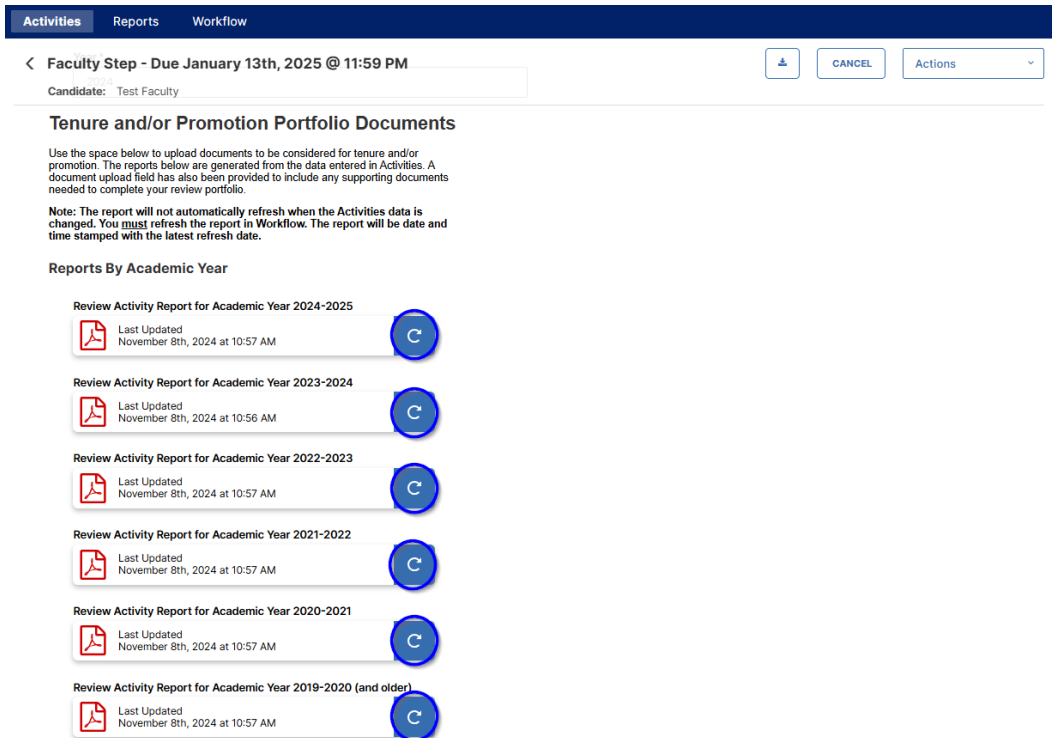 Activities Reports Workflow
Year *
Faculty Step - Due January 13th, 2025 @ 11:59 PM
CANCEL
Actions
2024
Candidate: Test Faculty
Tenure and/or Promotion Portfolio Documents
Use the space below to upload documents to be considered for tenure and/or
promotion. The reports below are generated from the data entered in Activities. A
document upload field has also been provided to include any supporting documents
needed to complete your review portfolio.
Note: The report will not automatically refresh when the Activities data is
changed. You must refresh the report in Workflow. The report will be date and
time stamped with the latest refresh date.
Reports By Academic Year
Review Activity Report for Academic Year 2024-2025
Last Updated
November 8th, 2024 at 10:57 AM
Review Activity Report for Academic Year 2023-2024
Last Updated
November 8th, 2024 at 10:56 AM
Review Activity Report for Academic Year 2022-2023
Last Updated
November 8th, 2024 at 10:57 AM
Review Activity Report for Academic Year 2021-2022
Last Updated
November 8th, 2024 at 10:57 AM
Review Activity Report for Academic Year 2020-2021
Last Updated
November 8th, 2024 at 10:57 AM
Review Activity Report for Academic Year 2019-2020 (and older)
Last Updated
November 8th, 2024 at 10:57 AM